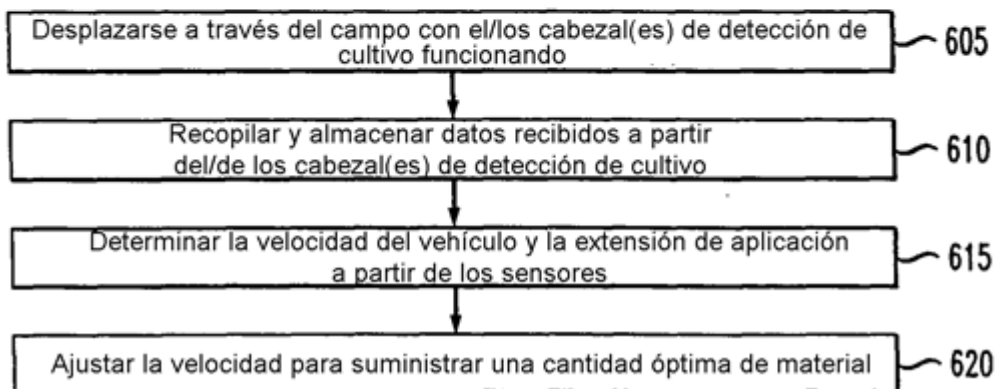 Desplazarse a través del campo con el/los cabezal(es) de detección de
cultivo funcionando
605
Recopilar y almacenar datos recibidos a partir
del/de los cabezal(es) de detección de cultivo
610
Determinar la velocidad del vehículo y la extensión de aplicación
a partir de los sensores
615
Ajustar la velocidad para suministrar una cantidad óptima de material
620